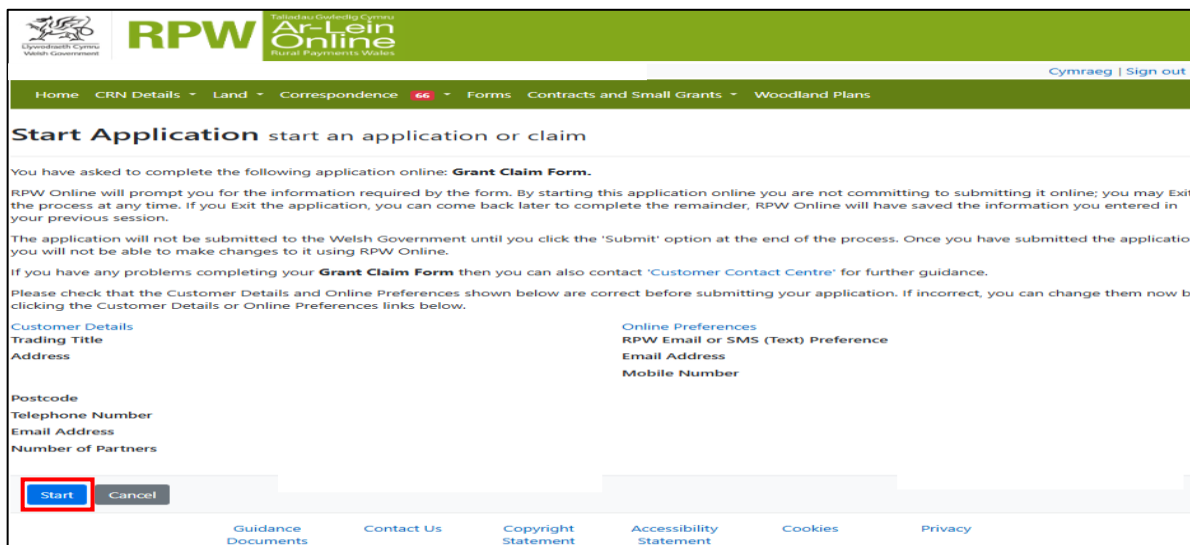 Llywodraeth Cymru
Welsh Government
RPW
Taliadau Gwledig Cymru
Ar-Lein
Online
Rural Payments Wales
Cymraeg | Sign out
Home CRN Details Land Correspondence 66 Forms Contracts and Small Grants Woodland Plans
Start Application start an application or claim
You have asked to complete the following application online: Grant Claim Form.
RPW Online will prompt you for the information required by the form. By starting this application online you are not committing to submitting it online; you may Exit
the process at any time. If you Exit the application, you can come back later to complete the remainder, RPW Online will have saved the information you entered in
your previous session.
The application will not be submitted to the Welsh Government until you click the 'Submit' option at the end of the process. Once you have submitted the applicatio
you will not be able to make changes to it using RPW Online.
If you have any problems completing your Grant Claim Form then you can also contact 'Customer Contact Centre' for further guidance.
Please check that the Customer Details and Online Preferences shown below are correct before submitting your application. If incorrect, you can change them now b
clicking the Customer Details or Online Preferences links below.
Customer Details
Trading Title
Address
Postcode
Telephone Number
Email Address
Number of Partners
Online Preferences
RPW Email or SMS (Text) Preference
Email Address
Mobile Number
Start Cancel
Guidance Documents
Contact Us
Copyright Statement
Accessibility Statement
Cookies
Privacy